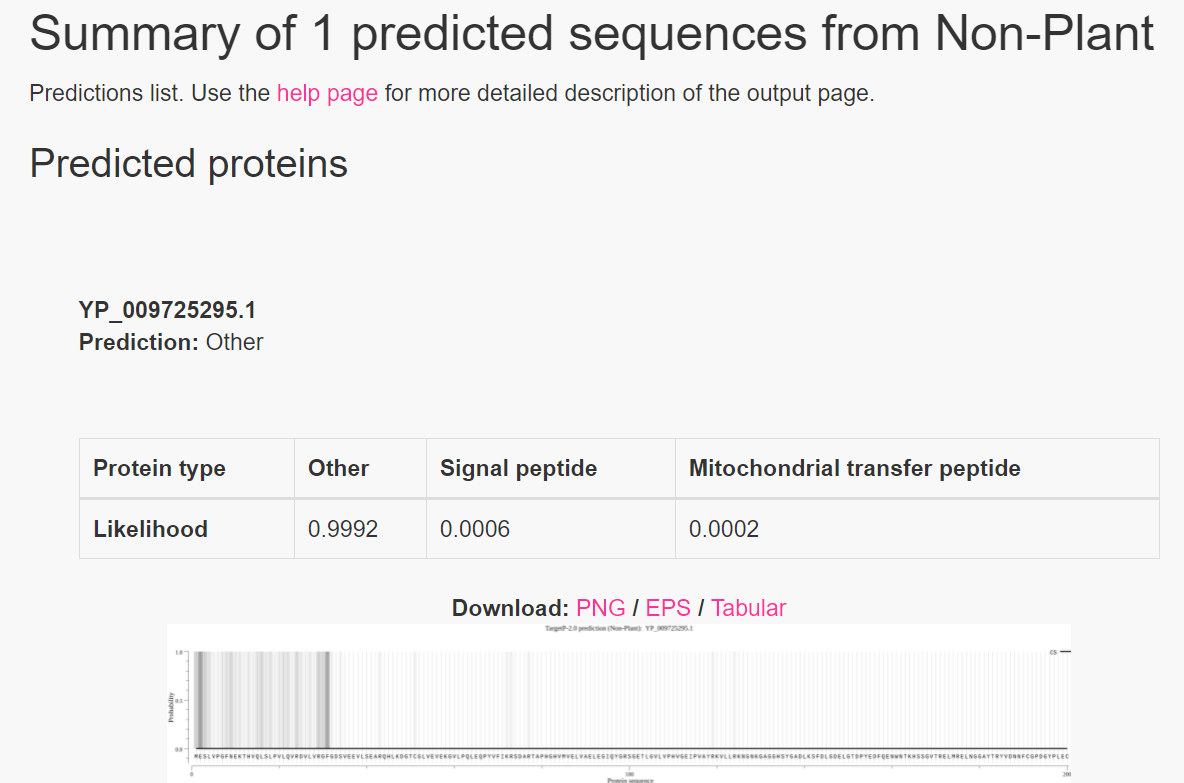 Summary of 1 predicted sequences from Non-Plant
Predictions list. Use the help page for more detailed description of the output page.
Predicted proteins
YP_009725295.1
Prediction: Other
Protein type Other Signal peptide Mitochondrial transfer peptide
Likelihood 0.9992 0.0006 0.0002
Download: PNG / EPS / Tabular
TargetP-2.0 prediction (Non-Plant): YP_009725295.1
1.0
CS
Probability
0.5
0.0
0 100 200
Protein sequence